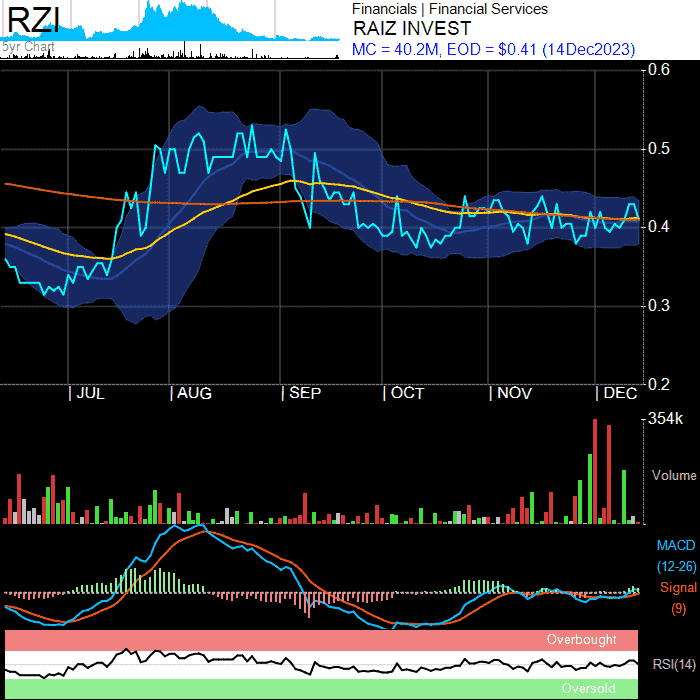 RZI
Financials | Financial Services
RAIZ INVEST
5yr Chart
MC = 40.2M, EOD = $0.41 (14Dec2023)
0.6
0.5
0.4
0.3
0.2
| JUL | AUG | SEP | OCT | NOV | DEC
354k
Volume
MACD
(12-26)
Signal
(9)
Overbought
RSI(14)
Oversold